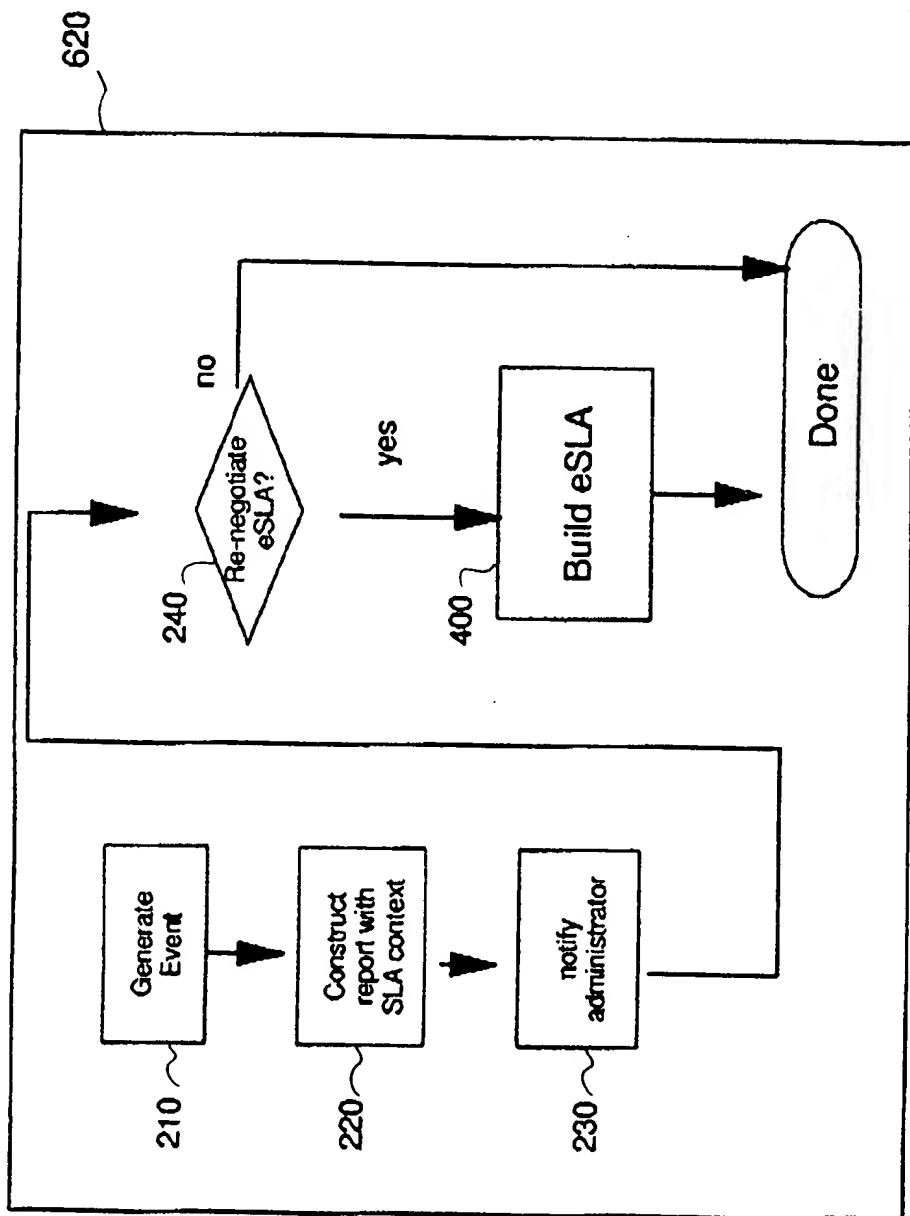 620
210
Generate
Event
220
Construct
report with
SLA context
230
notify
administrator
240
Re-negotiate
eSLA?
no
yes
400
Build eSLA
Done